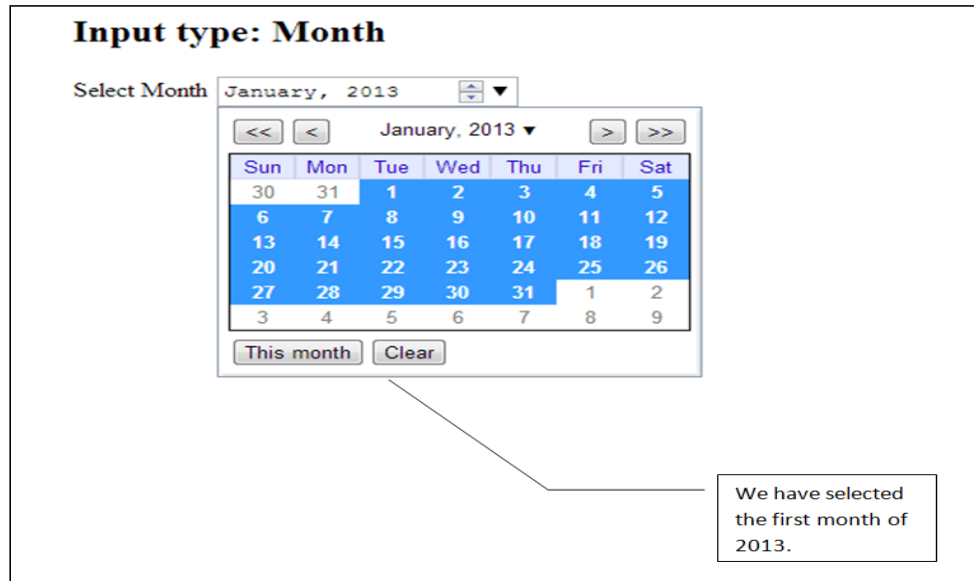 Input type: Month
Select Month January, 2013 ▼
<< < January, 2013 ▼ > >>
Sun Mon Tue Wed Thu Fri Sat
30 31 1 2 3 4 5
6 7 8 9 10 11 12
13 14 15 16 17 18 19
20 21 22 23 24 25 26
27 28 29 30 31 1 2
3 4 5 6 7 8 9
This month Clear
We have selected
the first month of
2013.